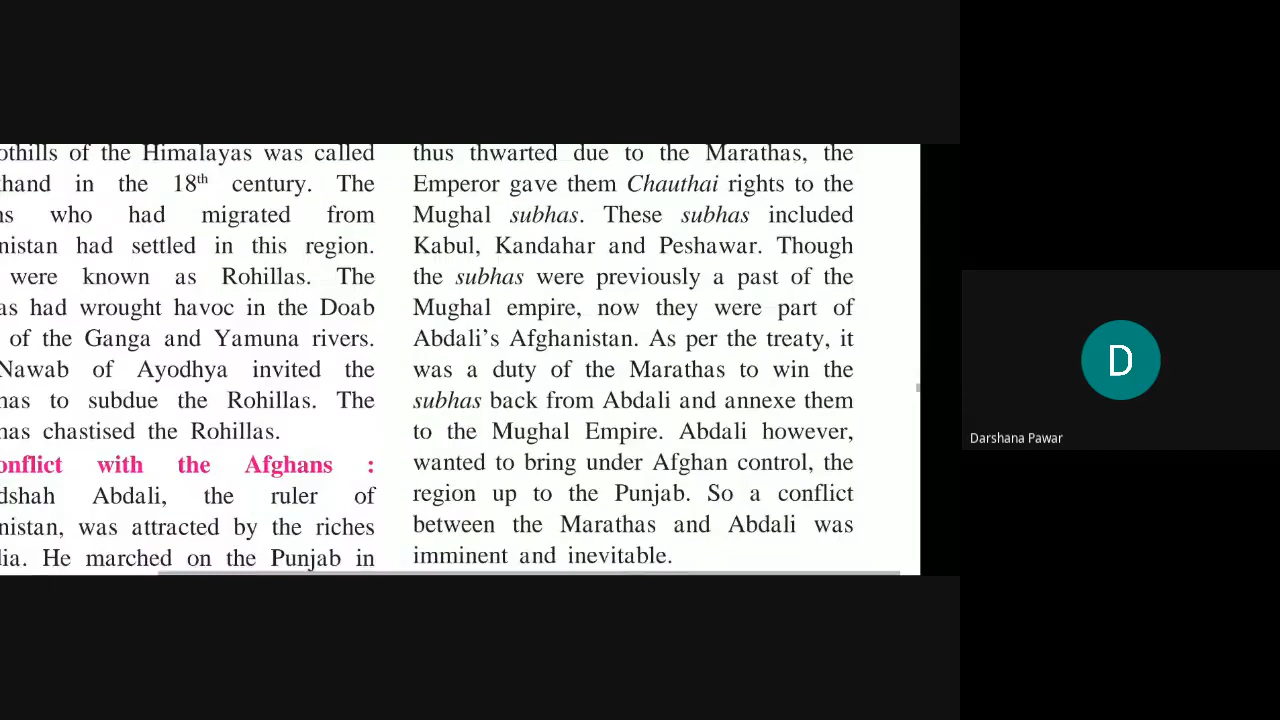 othills of the Himalayas was called
hand in the 18th century. The
ns who had migrated from
nistan had settled in this region.
were known as Rohillas. The
as had wrought havoc in the Doab
of the Ganga and Yamuna rivers.
Nawab of Ayodhya invited the
has to subdue the Rohillas. The
has chastised the Rohillas.
onflict with the Afghans :
dshah Abdali, the ruler of
nistan, was attracted by the riches
dia. He marched on the Punjab in
thus thwarted due to the Marathas, the
Emperor gave them Chauthai rights to the
Mughal subhas. These subhas included
Kabul, Kandahar and Peshawar. Though
the subhas were previously a past of the
Mughal empire, now they were part of
Abdali's Afghanistan. As per the treaty, it
was a duty of the Marathas to win the
subhas back from Abdali and annexe them
to the Mughal Empire. Abdali however,
wanted to bring under Afghan control, the
region up to the Punjab. So a conflict
between the Marathas and Abdali was
imminent and inevitable.
D
Darshana Pawar